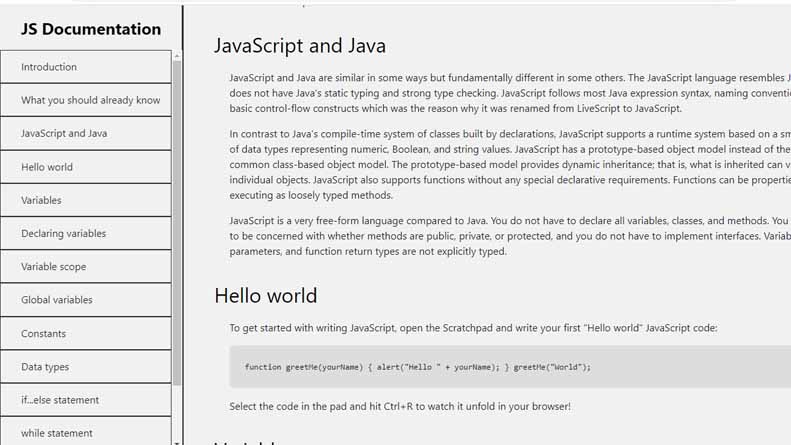 JS Documentation
Introduction
What you should already know
JavaScript and Java
Hello world
Variables
Declaring variables
Variable scope
Global variables
Constants
Data types
if...else statement
while statement
JavaScript and Java
JavaScript and Java are similar in some ways but fundamentally different in some others. The JavaScript language resembles
does not have Java's static typing and strong type checking. JavaScript follows most Java expression syntax, naming
basic control-flow constructs which was the reason why it was renamed from LiveScript to JavaScript.
In contrast to Java's compile-time system of classes built by declarations, JavaScript supports a runtime system based on a
of data types representing numeric, Boolean, and string values. JavaScript has a prototype-based object model instead of the
common class-based object model. The prototype-based model provides dynamic inheritance; that is, what is inherited can
individual objects. JavaScript also supports functions without any special declarative requirements. Functions can be
executing as loosely typed methods.
JavaScript is a very free-form language compared to Java. You do not have to declare all variables, classes, and methods. You
to be concerned with whether methods are public, private, or protected, and you do not have to implement interfaces.
parameters, and function return types are not explicitly typed.
Hello world
To get started with writing JavaScript, open the Scratchpad and write your first "Hello world" JavaScript code:
function greetMe(yourName) { alert("Hello " + yourName); } greetMe("World");
Select the code in the pad and hit Ctrl+R to watch it unfold in your browser!